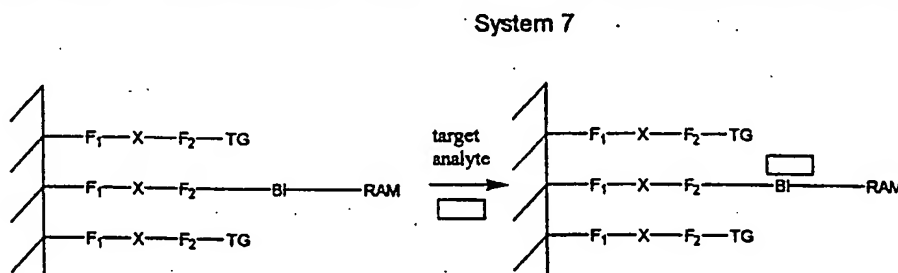 System 7
F₁—X—F₂—TG F₁—X—F₂—TG
target
analyte
F₁—X—F₂—BI—RAM F₁—X—F₂—BI—RAM
F₁—X—F₂—TG F₁—X—F₂—TG